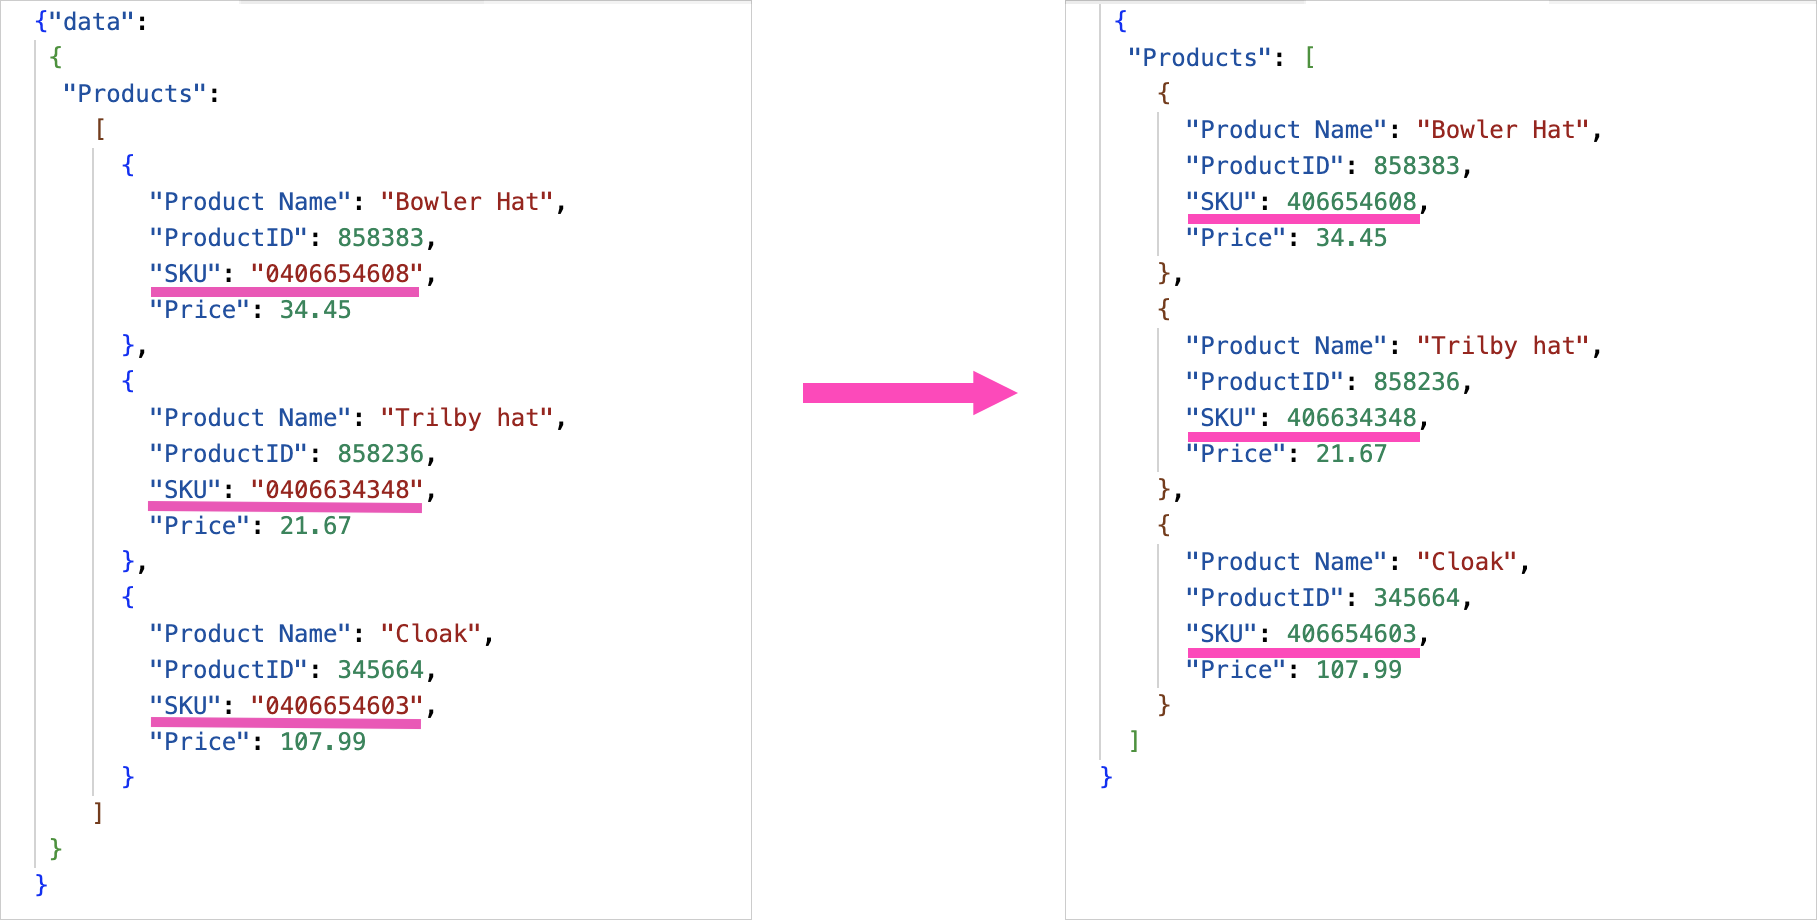 {"data":
{
"Products":
[
{
"Product Name": "Bowler Hat",
"ProductID": 858383,
"SKU": "0406654608",
"Price": 34.45
},
{
"Product Name": "Trilby hat",
"ProductID": 858236,
"SKU": "0406634348",
"Price": 21.67
},
{
"Product Name": "Cloak",
"ProductID": 345664,
"SKU": "0406654603",
"Price": 107.99
}
]
}
}
{
"Products": [
{
"Product Name": "Bowler Hat",
"ProductID": 858383,
"SKU": 406654608,
"Price": 34.45
},
{
"Product Name": "Trilby hat",
"ProductID": 858236,
"SKU": 406634348,
"Price": 21.67
},
{
"Product Name": "Cloak",
"ProductID": 345664,
"SKU": 406654603,
"Price": 107.99
}
]
}